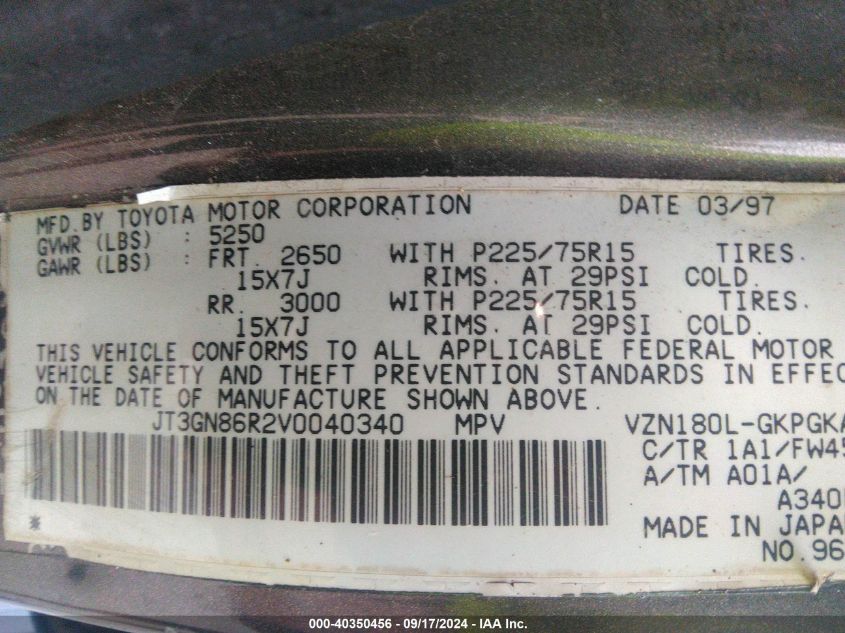 MFD.BY TOYOTA MOTOR CORPORATION DATE 03/97
GVWR (LBS) : 5250
GAWR (LBS) : FRT. 2650 WITH P225/75R15 TIRES.
15X7J RIMS. AT 29PSI COLD.
RR. 3000 WITH P225/75R15 TIRES.
15X7J RIMS. AT 29PSI COLD.
THIS VEHICLE CONFORMS TO ALL APPLICABLE FEDERAL MOTOR
VEHICLE SAFETY AND THEFT PREVENTION STANDARDS IN EFFEC
ON THE DATE OF MANUFACTURE SHOWN ABOVE.
JT3GN86R2V0040340 MPV VZN180L-GKPGKA
C/TR 1A1/FW45
A/TM A01A/
A340
MADE IN JAPA
NO.96
*
000-40350456 - 09/17/2024 - IAA Inc.